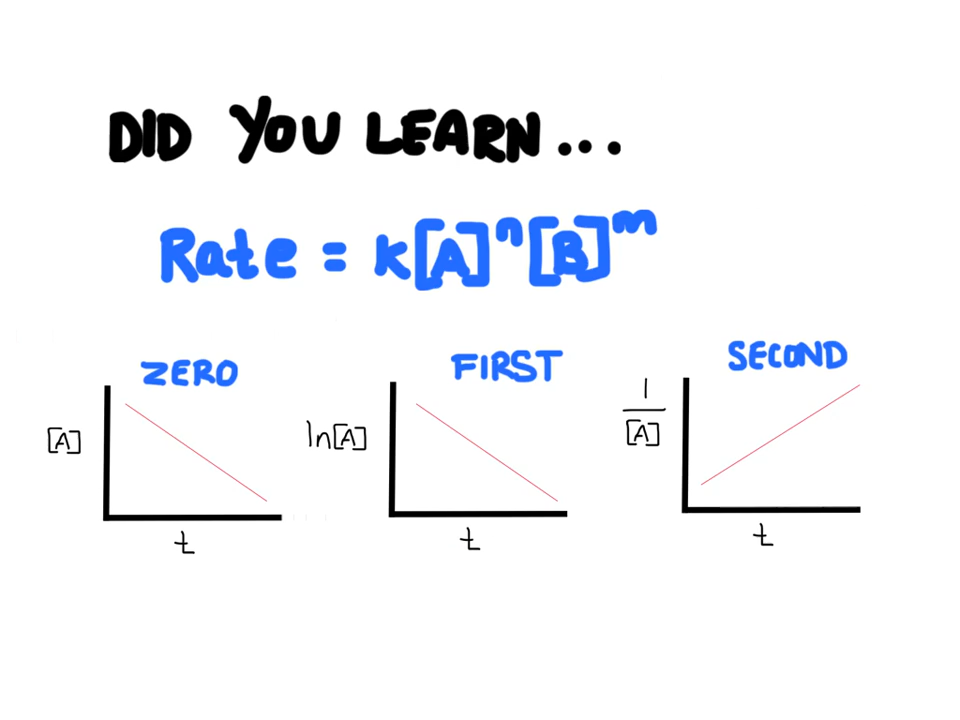 DID YOU LEARN...
Rate = k[A]ⁿ[B]ᵐ
ZERO
[A]
t
FIRST
ln[A]
t
SECOND
1
[A]
t